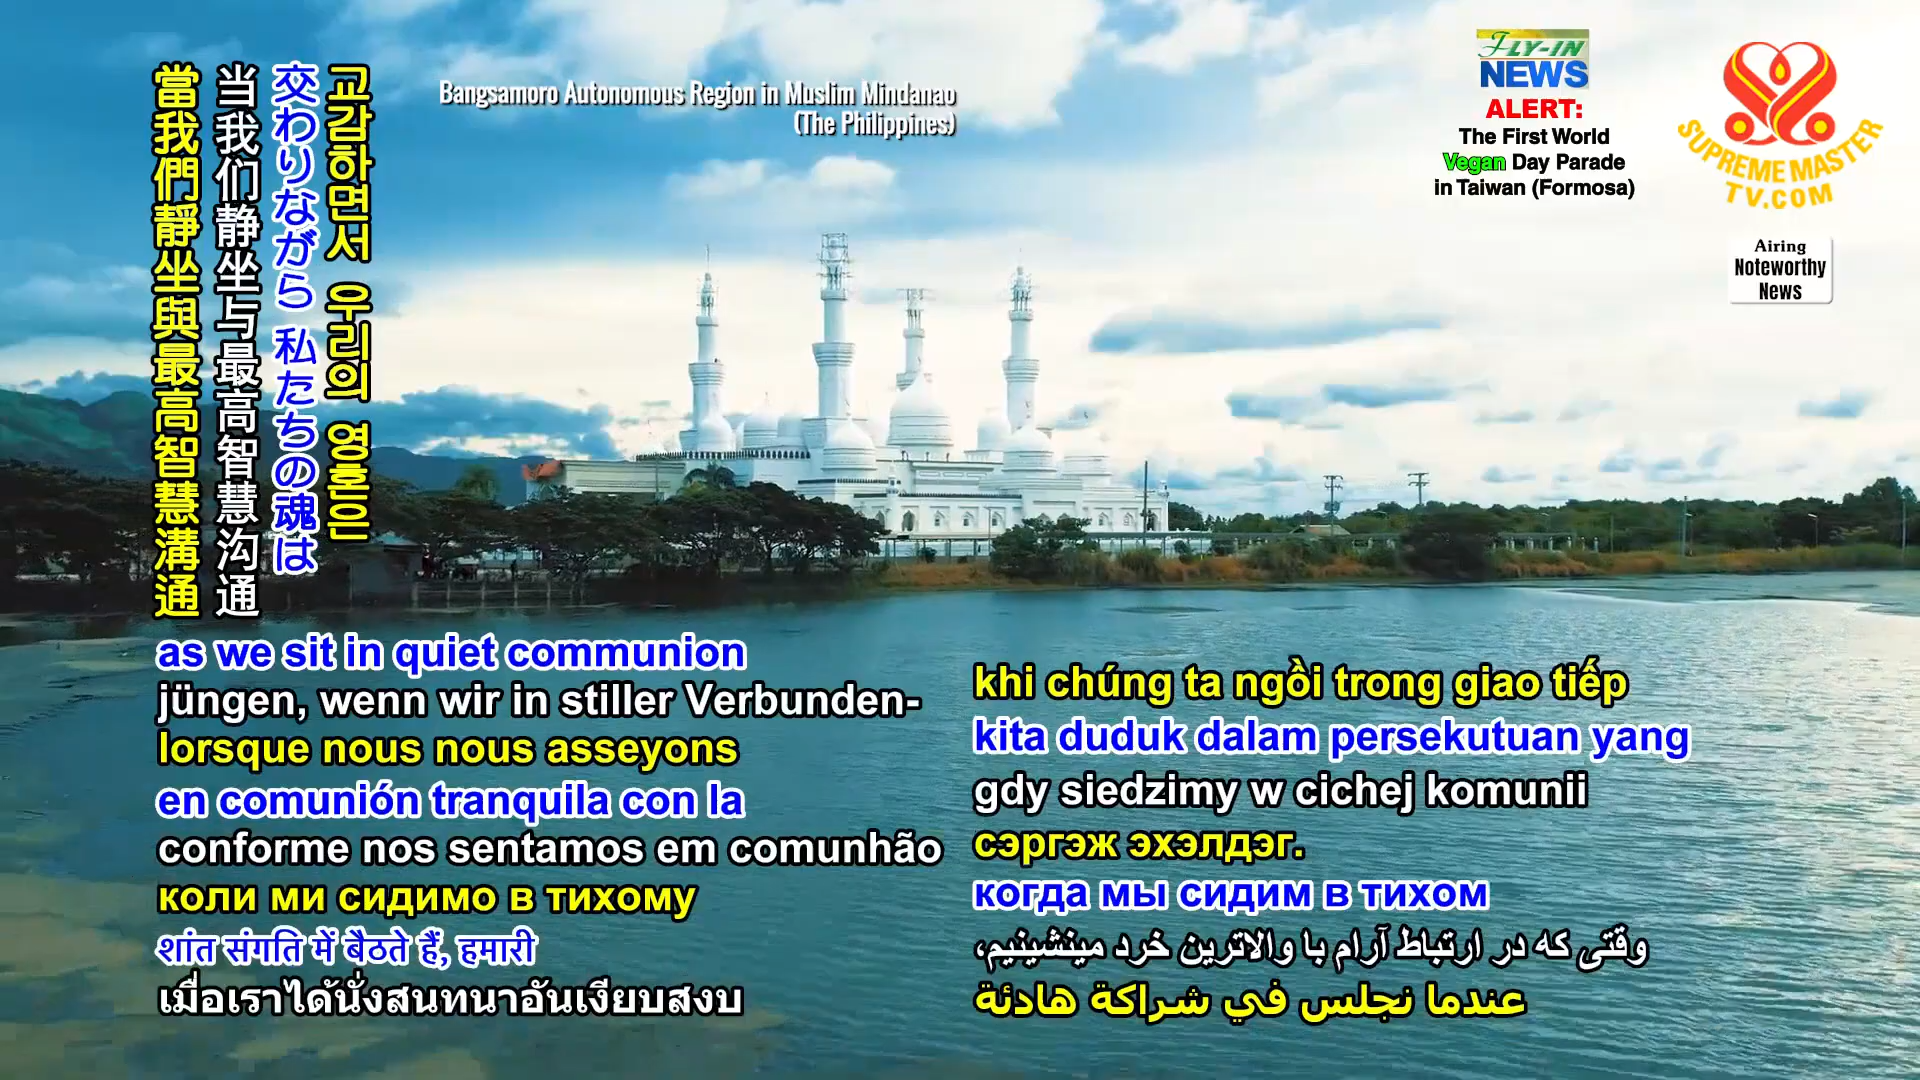 當我們靜坐與最高智慧溝通
当我们静坐与最高智慧沟通
交わりながら 私たちの魂は
교감하면서 우리의 영혼은
Bangsamoro Autonomous Region in Muslim Mindanao
(The Philippines)
FLY-IN
NEWS
ALERT:
The First World
Vegan Day Parade
in Taiwan (Formosa)
SUPREME MASTER
TV.COM
Airing
Noteworthy
News
as we sit in quiet communion
jüngen, wenn wir in stiller Verbunden-
lorsque nous nous asseyons
en comunión tranquila con la
conforme nos sentamos em comunhão
коли ми сидимо в тихому
शांत संगति में बैठते हैं, हमारी
เมื่อเราได้นั่งสนทนาอันเงียบสงบ
khi chúng ta ngồi trong giao tiếp
kita duduk dalam persekutuan yang
gdy siedzimy w cichej komunii
сэргэж эхэлдэг.
когда мы сидим в тихом
وقتی که در ارتباط آرام با والاترین خرد مینشینیم،
عندما نجلس في شراكة هادئة